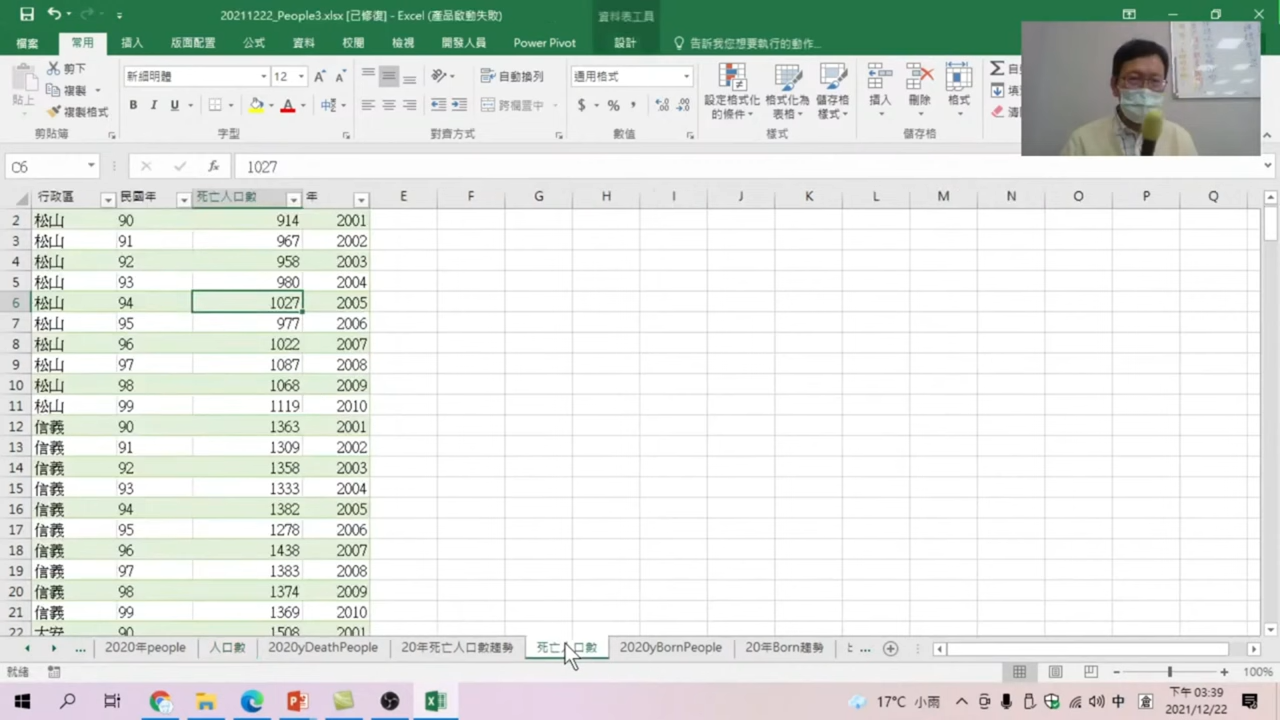 20211222_People3.xlsx [已修復] - Excel (產品啟動失敗)
資料表工具
檔案 常用 插入 版面配置 公式 資料 校閱 檢視 開發人員 Power Pivot 設計 告訴我您想要執行的動作...
貼上
剪下
複製
複製格式
剪貼簿
新細明體 12
B I U
字型
自動換列
跨欄置中
對齊方式
通用格式
$ % ,
數值
設定格式化的條件
格式化為表格
儲存格樣式
樣式
插入 刪除 格式
儲存格
C6 fx 1027
行政區 民國年 死亡人口數 年 E F G H I J K L M N O P Q
2 松山 90 914 2001
3 松山 91 967 2002
4 松山 92 958 2003
5 松山 93 980 2004
6 松山 94 1027 2005
7 松山 95 977 2006
8 松山 96 1022 2007
9 松山 97 1087 2008
10 松山 98 1068 2009
11 松山 99 1119 2010
12 信義 90 1363 2001
13 信義 91 1309 2002
14 信義 92 1358 2003
15 信義 93 1333 2004
16 信義 94 1382 2005
17 信義 95 1278 2006
18 信義 96 1438 2007
19 信義 97 1383 2008
20 信義 98 1374 2009
21 信義 99 1369 2010
22 大安 90 1508 2001
... 2020年people 人口數 2020yDeathPeople 20年死亡人口數趨勢 死亡人口數 2020yBornPeople 20年Born趨勢 ...
就緒 100%
17°C 小雨 中 下午 03:39
2021/12/22